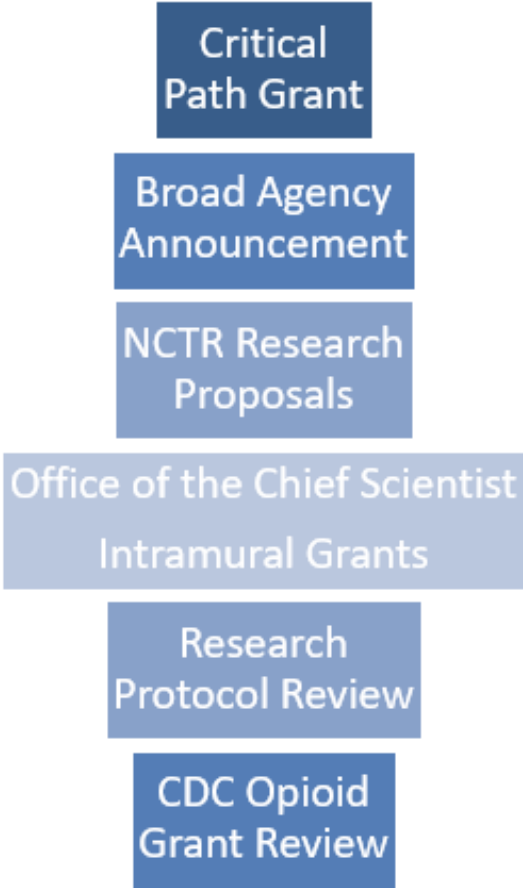 Critical
Path Grant
Broad Agency
Announcement
NCTR Research
Proposals
Office of the Chief Scientist
Intramural Grants
Research
Protocol Review
CDC Opioid
Grant Review